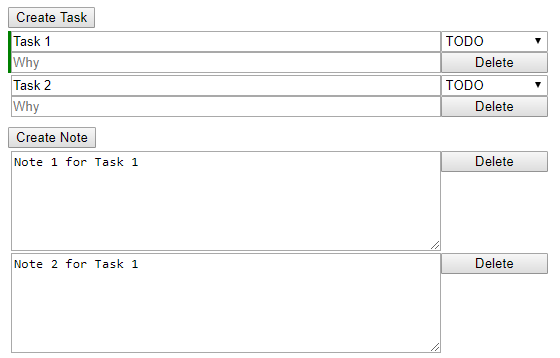 Create Task
Task 1 TODO
Why Delete
Task 2 TODO
Why Delete
Create Note
Note 1 for Task 1 Delete
Note 2 for Task 1 Delete